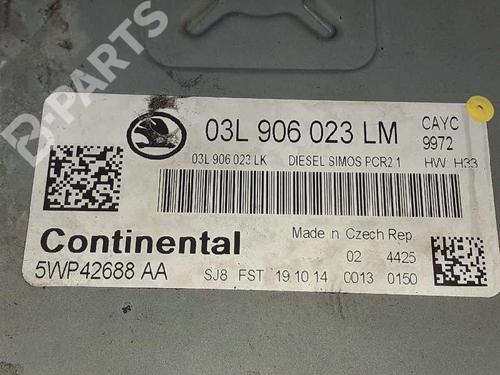 B-PARTS
03L 906 023 LM
CAYC
9972
03L 906 023 LK DIESEL SIMOS PCR2 1 HW H33
Continental
Made in Czech Rep
5WP42688 AA
02 4425
SJ8 FST 19 10 14 0013 0150